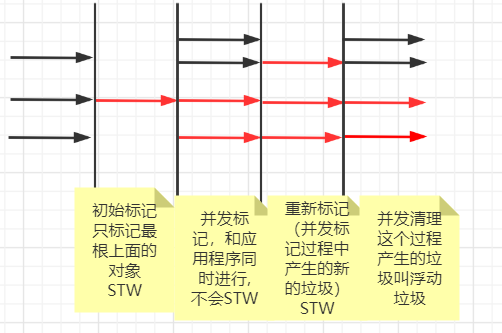 初始标记
只标记最
根上面的
对象
STW
并发标
记，和应
用程序同
时进行，
不会STW
重新标记
（并发标
记过程中
产生的新
的垃圾）
STW
并发清理
这个过程
产生的垃
圾叫浮动
垃圾